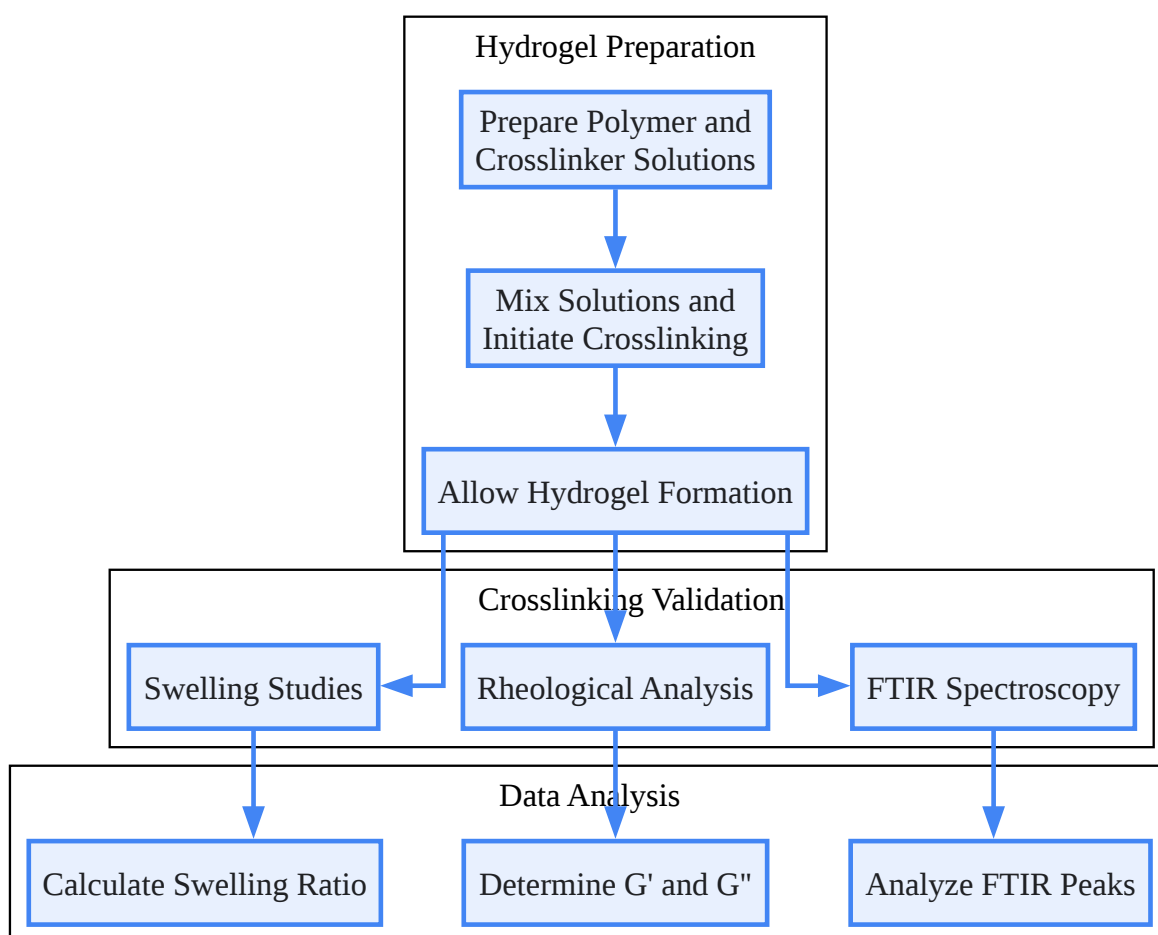 Hydrogel Preparation
Prepare Polymer and
Crosslinker Solutions
Mix Solutions and
Initiate Crosslinking
Allow Hydrogel Formation
Crosslinking Validation
Swelling Studies
Rheological Analysis
FTIR Spectroscopy
Data Analysis
Calculate Swelling Ratio
Determine G' and G"
Analyze FTIR Peaks